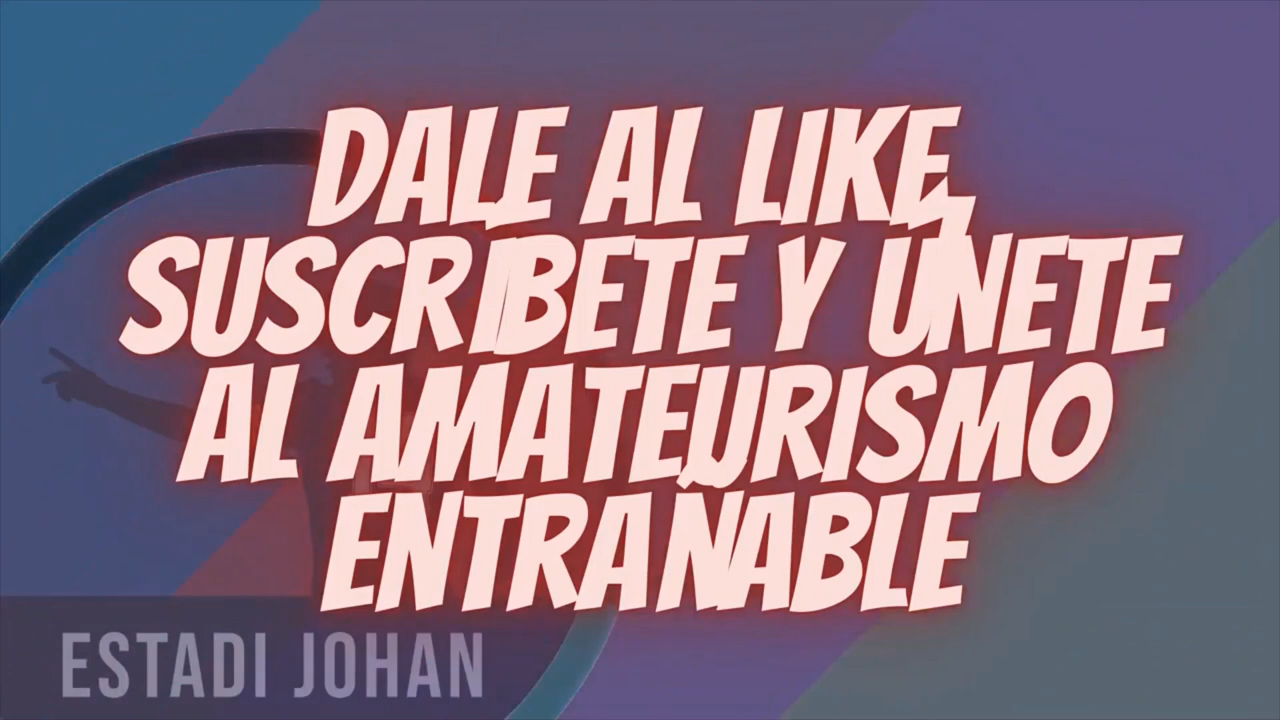 DALE AL LIKE,
SUSCRÍBETE Y ÚNETE
AL AMATEURISMO
ENTRAÑABLE
ESTADI JOHAN